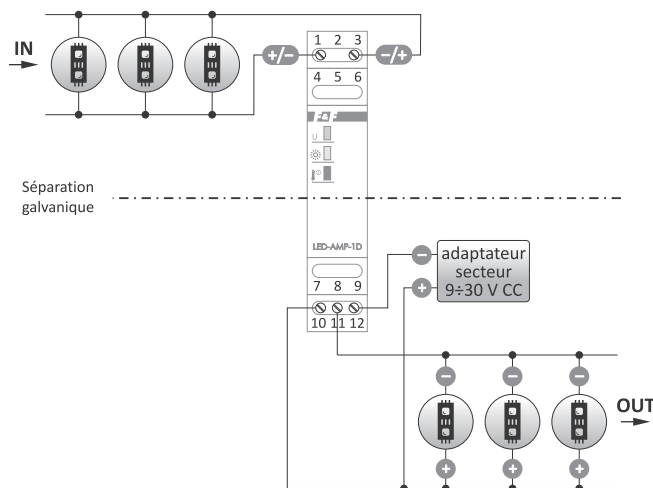 IN
+/−
1 2 3
−/+
4 5 6
F&F
U
Séparation
galvanique
LED-AMP-1D
− adaptateur
secteur
+ 9÷30 V CC
7 8 9
10 11 12
− − −
OUT
+ + +